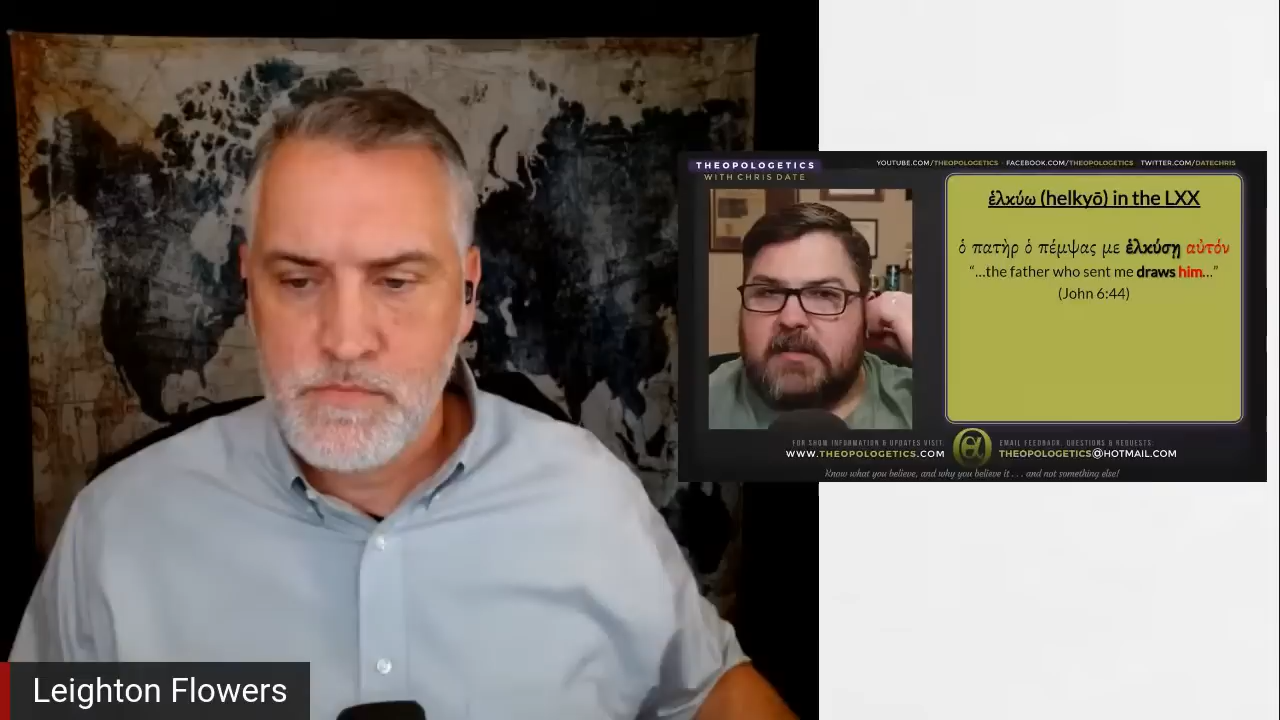 THEOPOLOGETICS
WITH CHRIS DATE
YOUTUBE.COM/THEOPOLOGETICS · FACEBOOK.COM/THEOPOLOGETICS · TWITTER.COM/DATECHRIS
ἑλκύω (helkyō) in the LXX
ὁ πατὴρ ὁ πέμψας με ἑλκύσῃ αὐτόν
“...the father who sent me draws him...”
(John 6:44)
FOR SHOW INFORMATION & UPDATES VISIT:
WWW.THEOPOLOGETICS.COM
EMAIL FEEDBACK, QUESTIONS & REQUESTS:
THEOPOLOGETICS@HOTMAIL.COM
Know what you believe, and why you believe it . . . and not something else!
Leighton Flowers